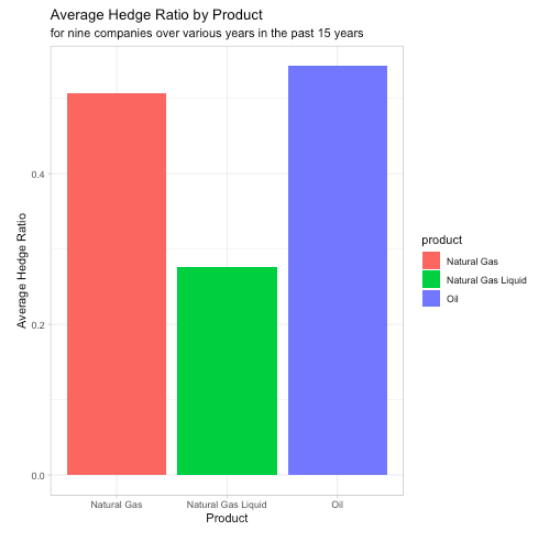 Average Hedge Ratio by Product
for nine companies over various years in the past 15 years
Average Hedge Ratio
0.4
0.2
0.0
Natural Gas
Natural Gas Liquid
Oil
Product
product
Natural Gas
Natural Gas Liquid
Oil